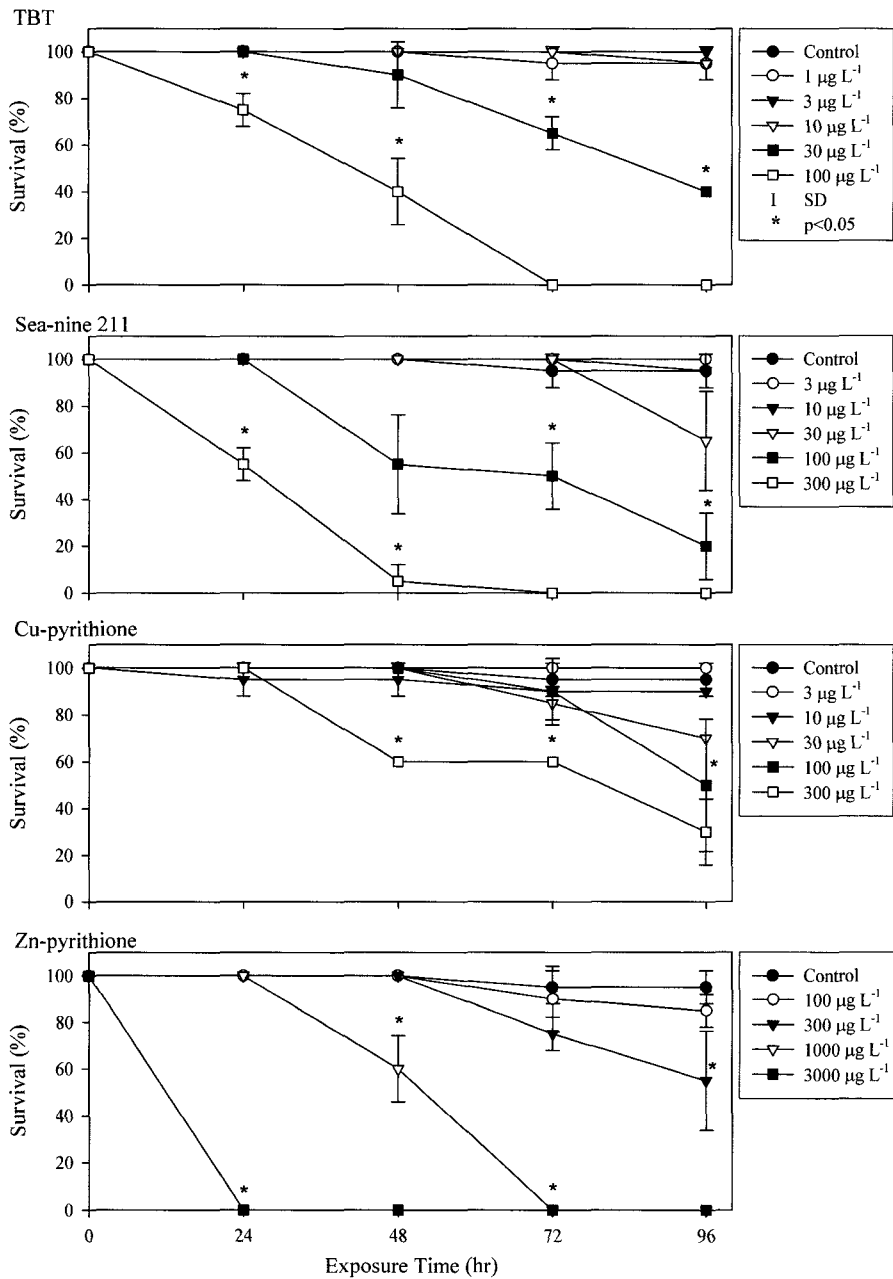 TBT
Survival (%)
100
80
60
40
20
0
*
*
*
*
Control
1 µg L⁻¹
3 µg L⁻¹
10 µg L⁻¹
30 µg L⁻¹
100 µg L⁻¹
I SD
* p<0.05
Sea-nine 211
Survival (%)
100
80
60
40
20
0
*
*
*
*
Control
3 µg L⁻¹
10 µg L⁻¹
30 µg L⁻¹
100 µg L⁻¹
300 µg L⁻¹
Cu-pyrithione
Survival (%)
100
80
60
40
20
0
*
*
*
Control
3 µg L⁻¹
10 µg L⁻¹
30 µg L⁻¹
100 µg L⁻¹
300 µg L⁻¹
Zn-pyrithione
Survival (%)
100
80
60
40
20
0
*
*
*
*
Control
100 µg L⁻¹
300 µg L⁻¹
1000 µg L⁻¹
3000 µg L⁻¹
0 24 48 72 96
Exposure Time (hr)